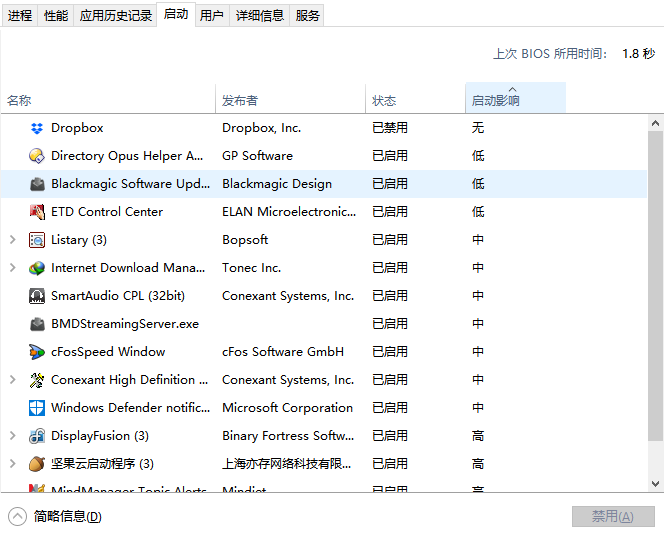 进程 性能 应用历史记录 启动 用户 详细信息 服务
上次 BIOS 所用时间: 1.8 秒
名称 发布者 状态 启动影响
Dropbox Dropbox, Inc. 已禁用 无
Directory Opus Helper A... GP Software 已启用 低
Blackmagic Software Upd... Blackmagic Design 已启用 低
ETD Control Center ELAN Microelectronic... 已启用 低
Listary (3) Bopsoft 已启用 中
Internet Download Mana... Tonec Inc. 已启用 中
SmartAudio CPL (32bit) Conexant Systems, Inc. 已启用 中
BMDStreamingServer.exe 已启用 中
cFosSpeed Window cFos Software GmbH 已启用 中
Conexant High Definition ... Conexant Systems, Inc. 已启用 中
Windows Defender notific... Microsoft Corporation 已启用 中
DisplayFusion (3) Binary Fortress Softw... 已启用 高
坚果云启动程序 (3) 上海亦存网络科技有限... 已启用 高
MindManager Topic Alerts Mindjet 已启用 高
简略信息(D) 禁用(A)